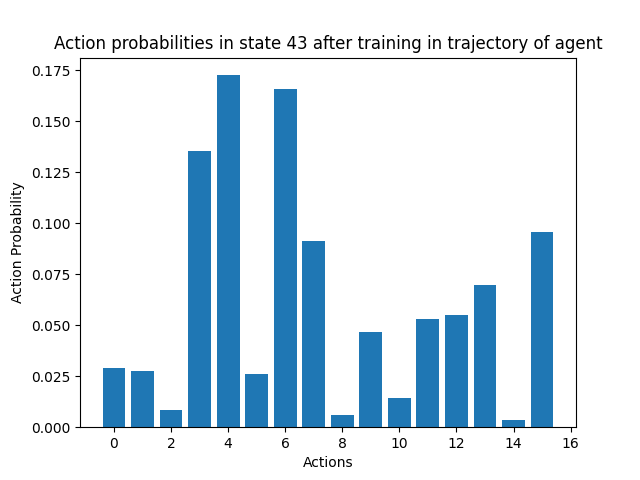 Action probabilities in state 43 after training in trajectory of agent
0.175
0.150
0.125
0.100
0.075
0.050
0.025
0.000
Action Probability
0 2 4 6 8 10 12 14 16
Actions